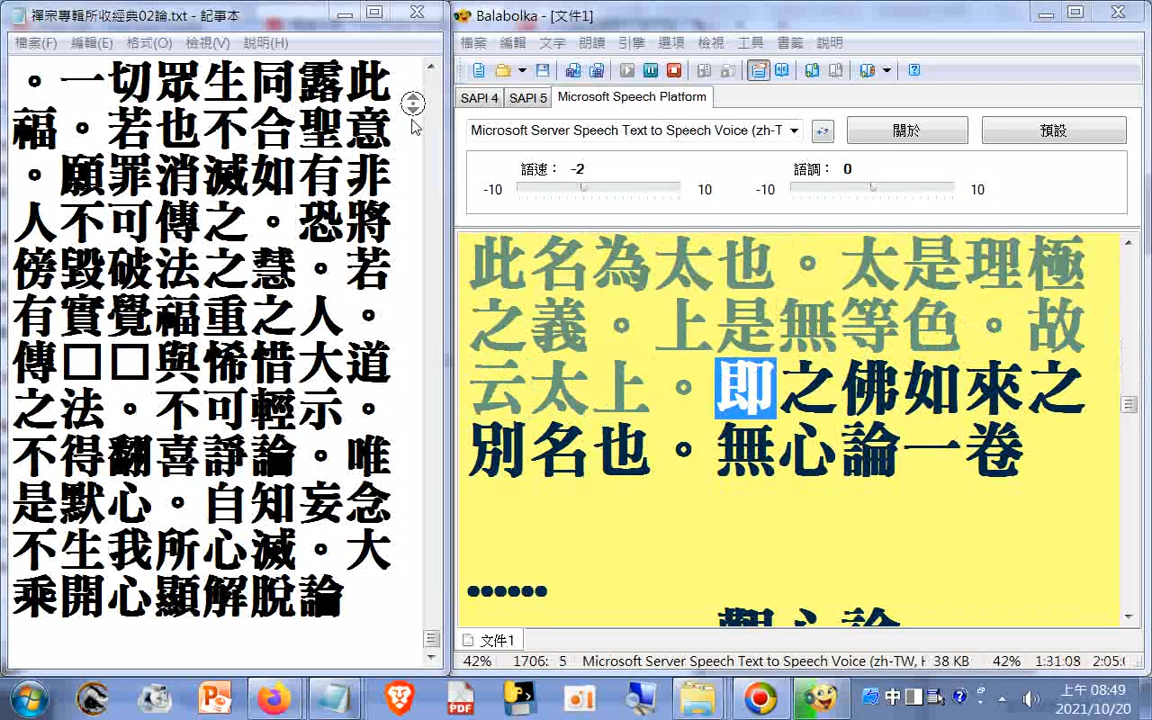 禪宗專輯所收經典02論.txt - 記事本
檔案(F) 編輯(E) 格式(O) 檢視(V) 說明(H)
。一切眾生同露此
福。若也不合聖意
。願罪消滅如有非
人不可傳之。恐將
傍毀破法之慧。若
有實覺福重之人。
傳□□與悕惜大道
之法。不可輕示。
不得翻喜諍論。唯
是默心。自知妄念
不生我所心滅。大
乘開心顯解脫論
Balabolka - [文件1]
檔案 編輯 文字 朗讀 引擎 選項 檢視 工具 書籤 說明
SAPI 4 SAPI 5 Microsoft Speech Platform
Microsoft Server Speech Text to Speech Voice (zh-T 關於 預設
語速： -2 語調： 0
-10 10 -10 10
此名為太也。太是理極
之義。上是無等色。故
云太上。即之佛如來之
別名也。無心論一卷
••••••
觀心論
文件1
42% 1706: 5 Microsoft Server Speech Text to Speech Voice (zh-TW, H 38 KB 42% 1:31:08 2:05:0
中 上午 08:49
2021/10/20